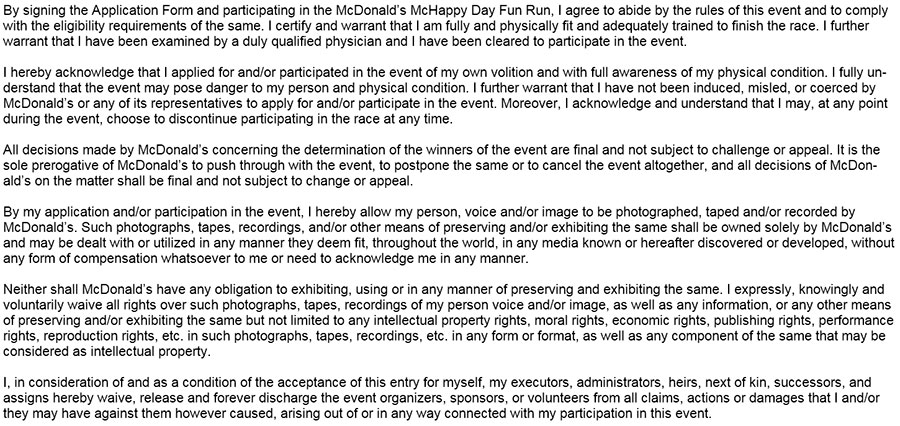 By signing the Application Form and participating in the McDonald's McHappy Day Fun Run, I agree to abide by the rules of this event and to comply
with the eligibility requirements of the same. I certify and warrant that I am fully and physically fit and adequately trained to finish the race. I further
warrant that I have been examined by a duly qualified physician and I have been cleared to participate in the event.
I hereby acknowledge that I applied for and/or participated in the event of my own volition and with full awareness of my physical condition. I fully un-
derstand that the event may pose danger to my person and physical condition. I further warrant that I have not been induced, misled, or coerced by
McDonald's or any of its representatives to apply for and/or participate in the event. Moreover, I acknowledge and understand that I may, at any point
during the event, choose to discontinue participating in the race at any time.
All decisions made by McDonald's concerning the determination of the winners of the event are final and not subject to challenge or appeal. It is the
sole prerogative of McDonald's to push through with the event, to postpone the same or to cancel the event altogether, and all decisions of McDon-
ald's on the matter shall be final and not subject to change or appeal.
By my application and/or participation in the event, I hereby allow my person, voice and/or image to be photographed, taped and/or recorded by
McDonald's. Such photographs, tapes, recordings, and/or other means of preserving and/or exhibiting the same shall be owned solely by McDonald's
and may be dealt with or utilized in any manner they deem fit, throughout the world, in any media known or hereafter discovered or developed, without
any form of compensation whatsoever to me or need to acknowledge me in any manner.
Neither shall McDonald's have any obligation to exhibiting, using or in any manner of preserving and exhibiting the same. I expressly, knowingly and
voluntarily waive all rights over such photographs, tapes, recordings of my person voice and/or image, as well as any information, or any other means
of preserving and/or exhibiting the same but not limited to any intellectual property rights, moral rights, economic rights, publishing rights, performance
rights, reproduction rights, etc. in such photographs, tapes, recordings, etc. in any form or format, as well as any component of the same that may be
considered as intellectual property.
I, in consideration of and as a condition of the acceptance of this entry for myself, my executors, administrators, heirs, next of kin, successors, and
assigns hereby waive, release and forever discharge the event organizers, sponsors, or volunteers from all claims, actions or damages that I and/or
they may have against them however caused, arising out of or in any way connected with my participation in this event.